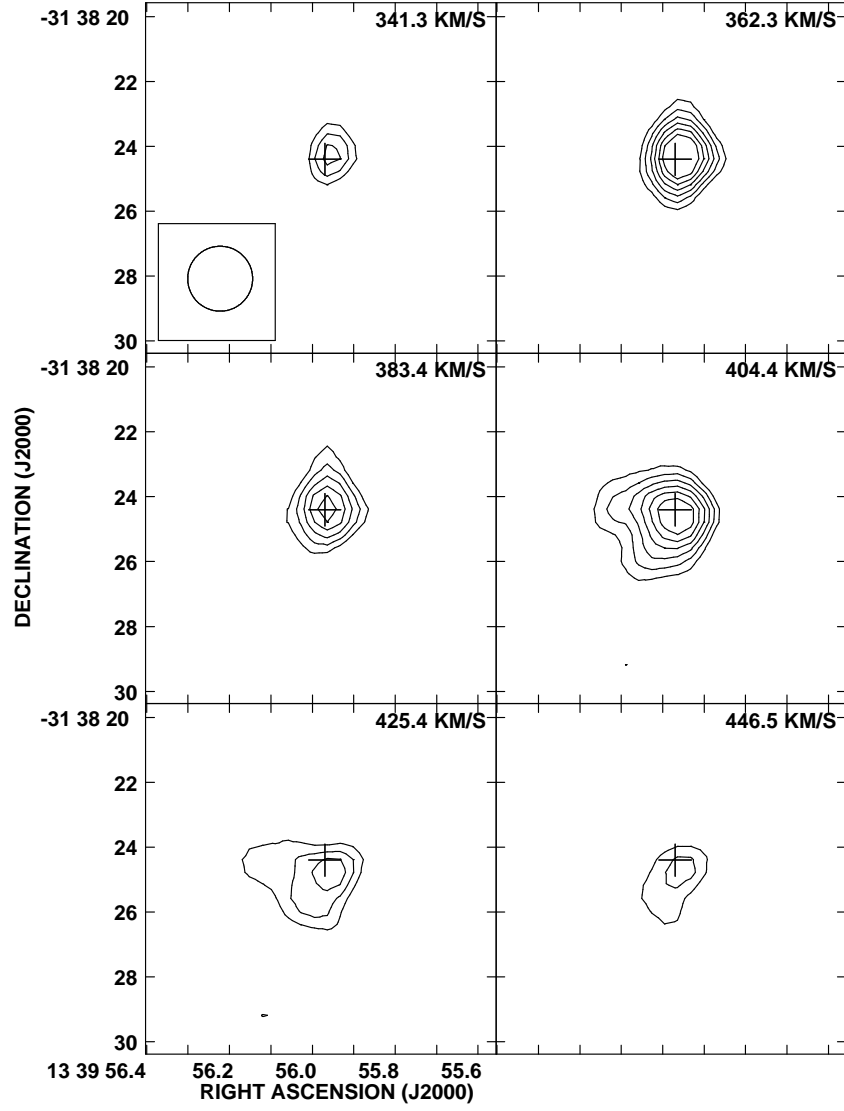 -31 38 20
341.3 KM/S
362.3 KM/S
22
24
26
28
30
-31 38 20
383.4 KM/S
404.4 KM/S
22
24
26
28
30
DECLINATION (J2000)
-31 38 20
425.4 KM/S
446.5 KM/S
22
24
26
28
30
13 39 56.4 56.2 56.0 55.8 55.6
RIGHT ASCENSION (J2000)